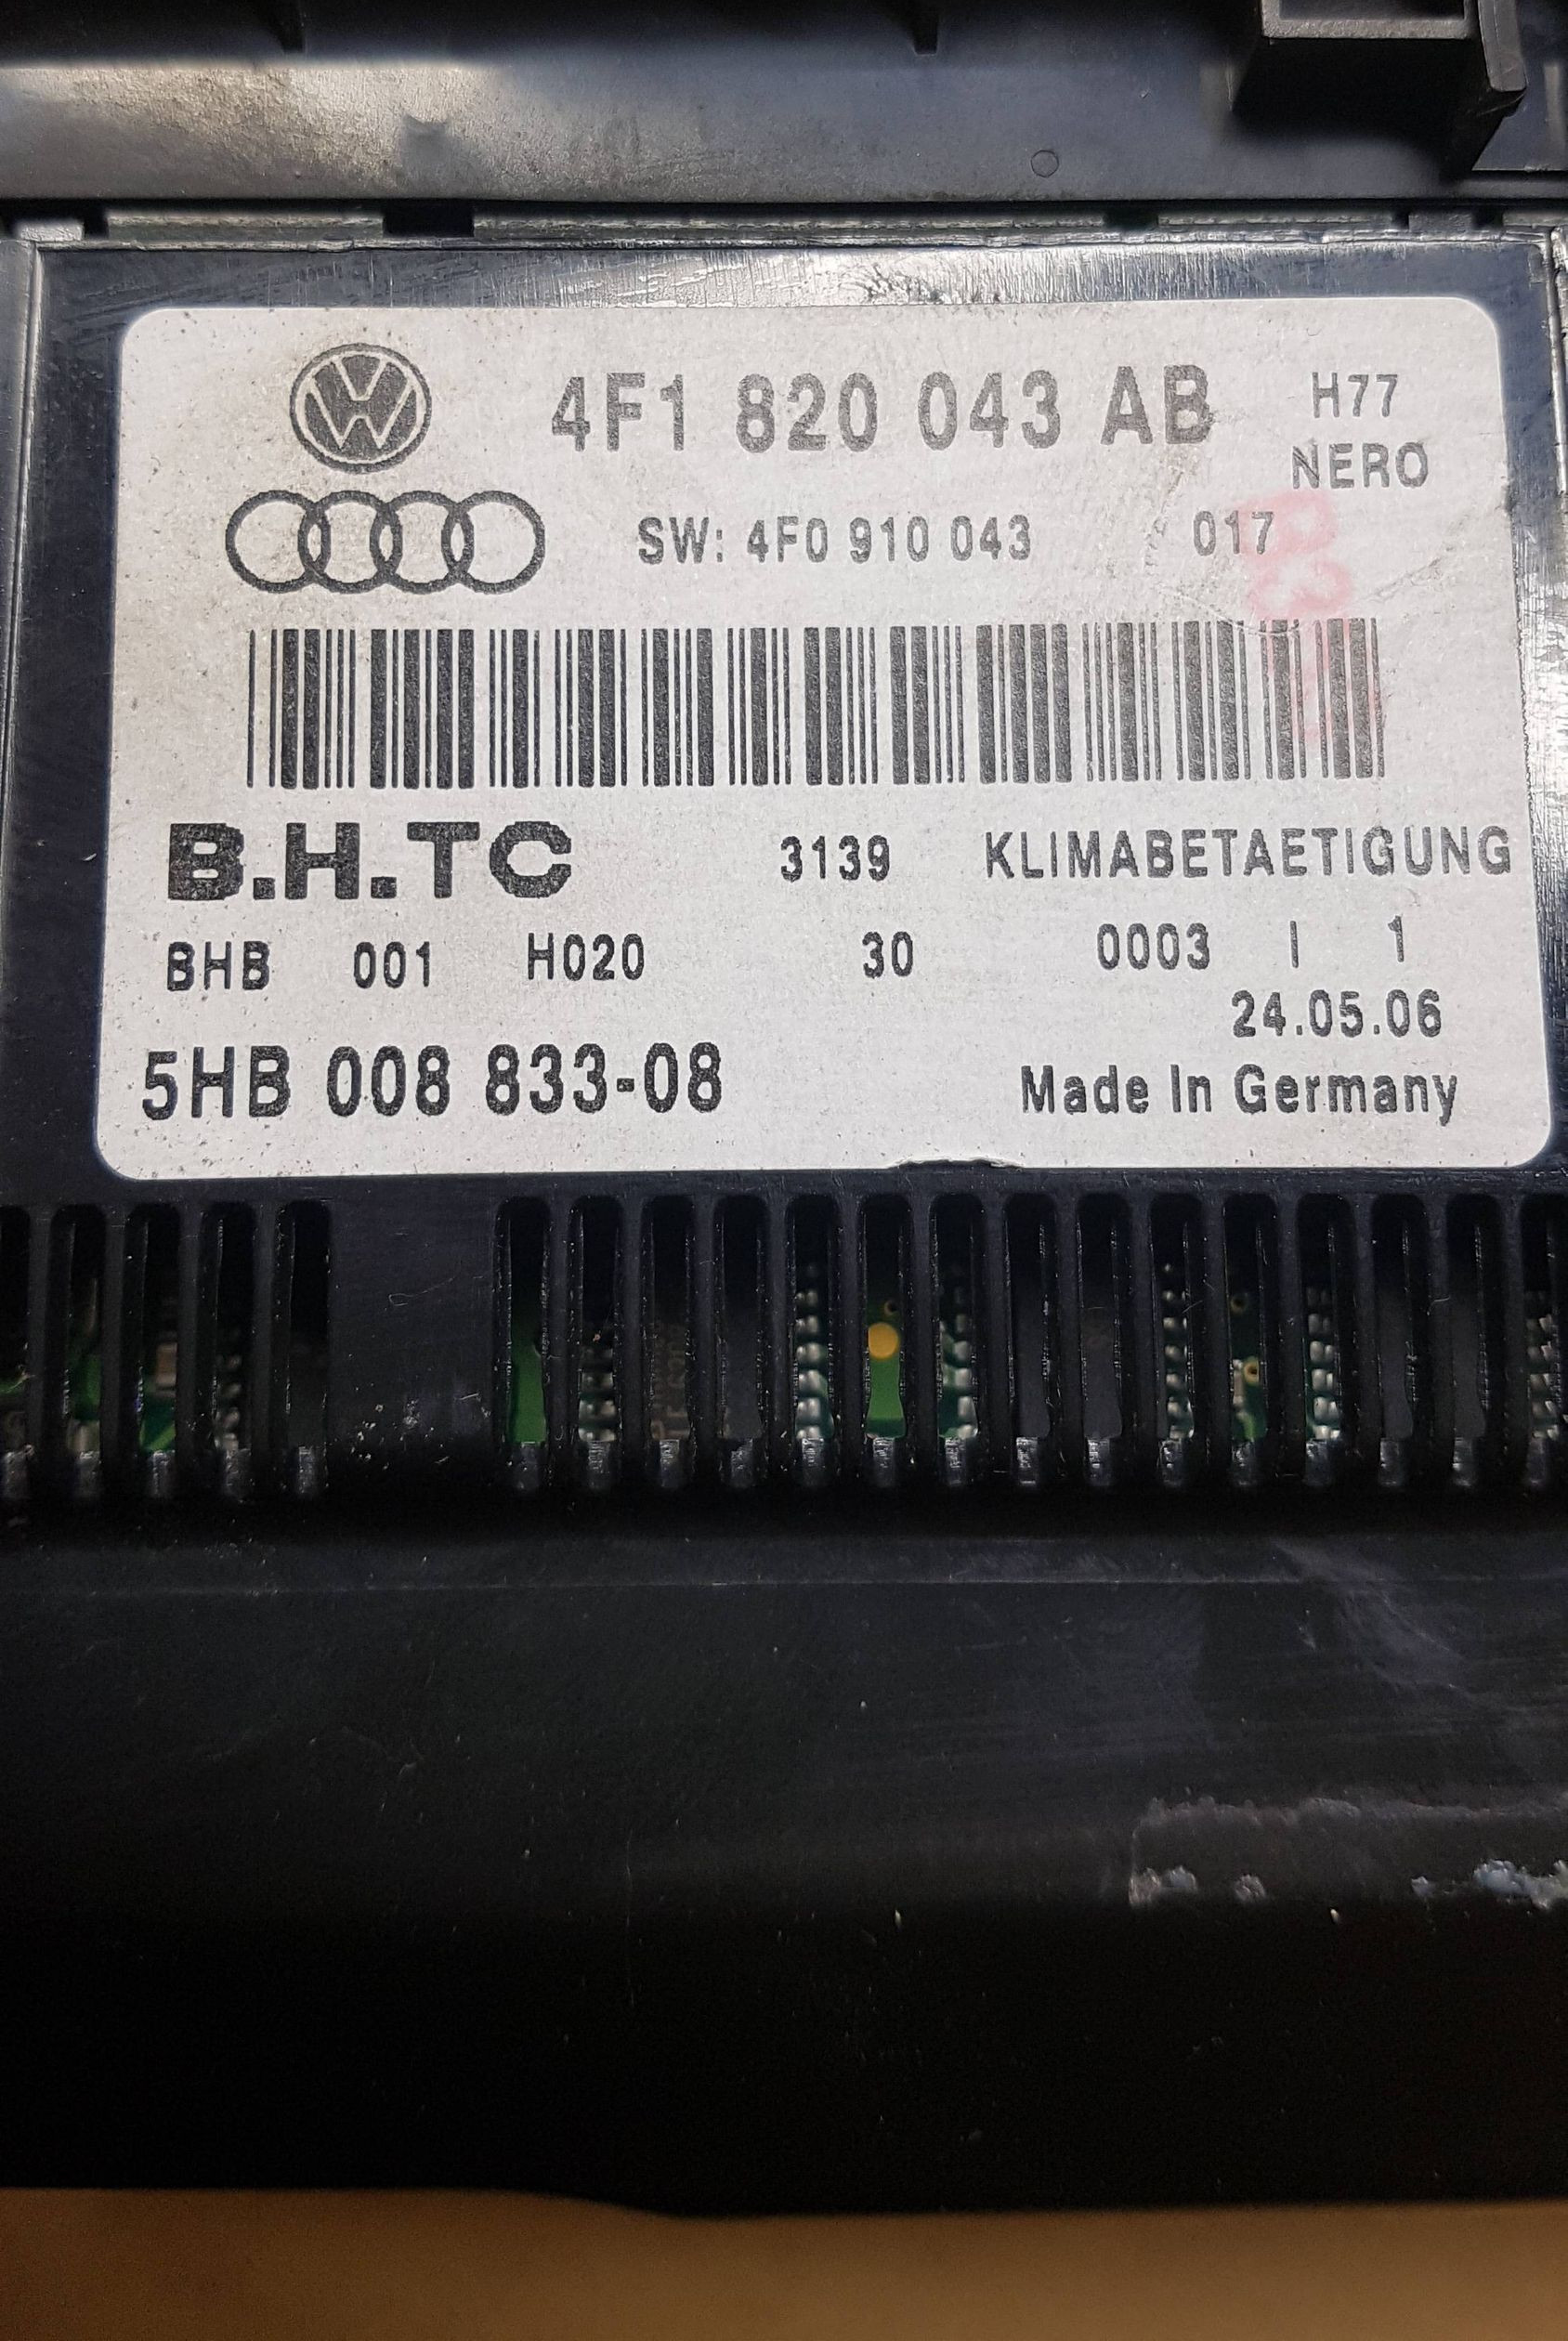 4F1 820 043 AB H77
NERO
SW: 4F0 910 043 017
B.H.TC 3139 KLIMABETAETIGUNG
BHB 001 H020 30 0003 I 1
24.05.06
5HB 008 833-08 Made In Germany